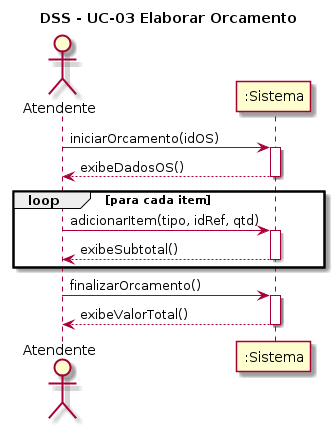 DSS - UC-03 Elaborar Orcamento
Atendente
:Sistema
iniciarOrcamento(idOS)
exibeDadosOS()
loop [para cada item]
adicionarItem(tipo, idRef, qtd)
exibeSubtotal()
finalizarOrcamento()
exibeValorTotal()
Atendente
:Sistema